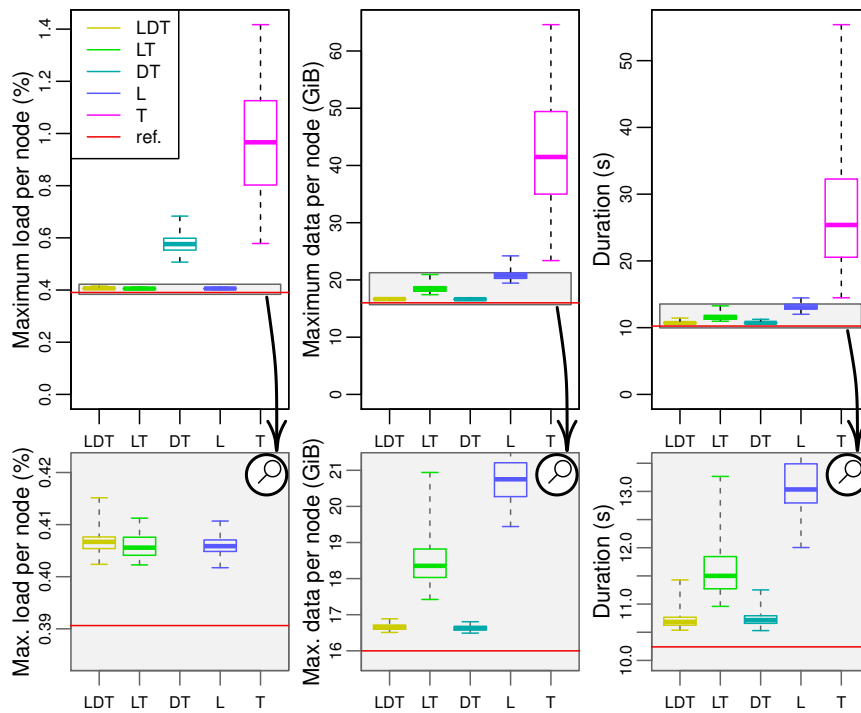 Maximum load per node (%)
0.0
0.2
0.4
0.6
0.8
1.0
1.2
1.4
LDT
LT
DT
L
T
ref.
LDT LT DT L T
Maximum data per node (GiB)
0
10
20
30
40
50
60
LDT LT DT L T
Duration (s)
0
10
20
30
40
50
LDT LT DT L T
Max. load per node (%)
0.39
0.40
0.41
0.42
LDT LT DT L T
Max. data per node (GiB)
16
17
18
19
20
21
LDT LT DT L T
Duration (s)
10.0
11.0
12.0
13.0
LDT LT DT L T